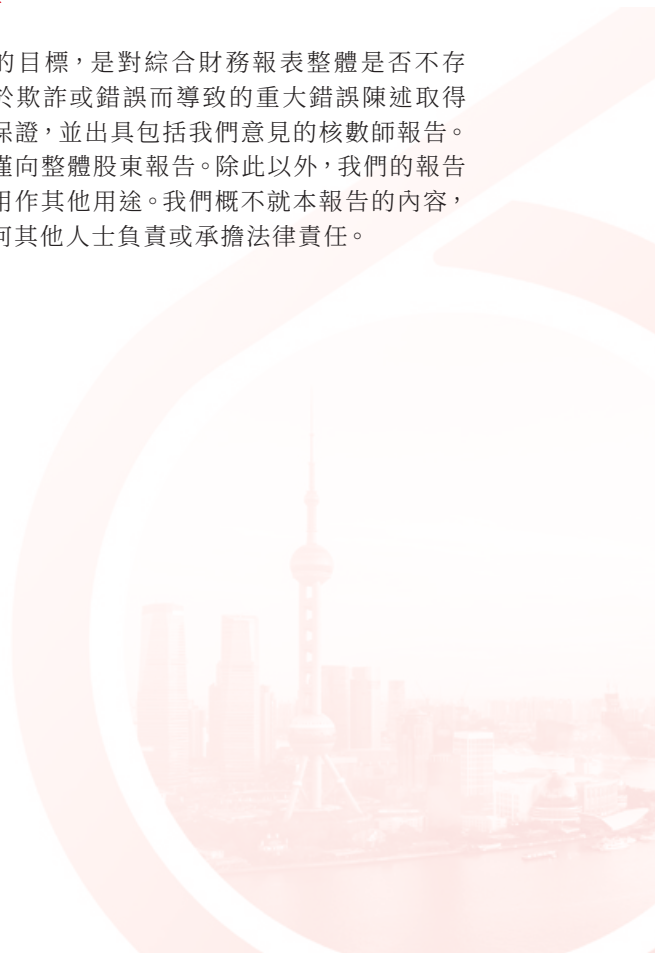 的目標，是對綜合財務報表整體是否不存
於欺詐或錯誤而導致的重大錯誤陳述取得
保證，並出具包括我們意見的核數師報告。
僅向整體股東報告。除此以外，我們的報告
用作其他用途。我們概不就本報告的內容，
何其他人士負責或承擔法律責任。